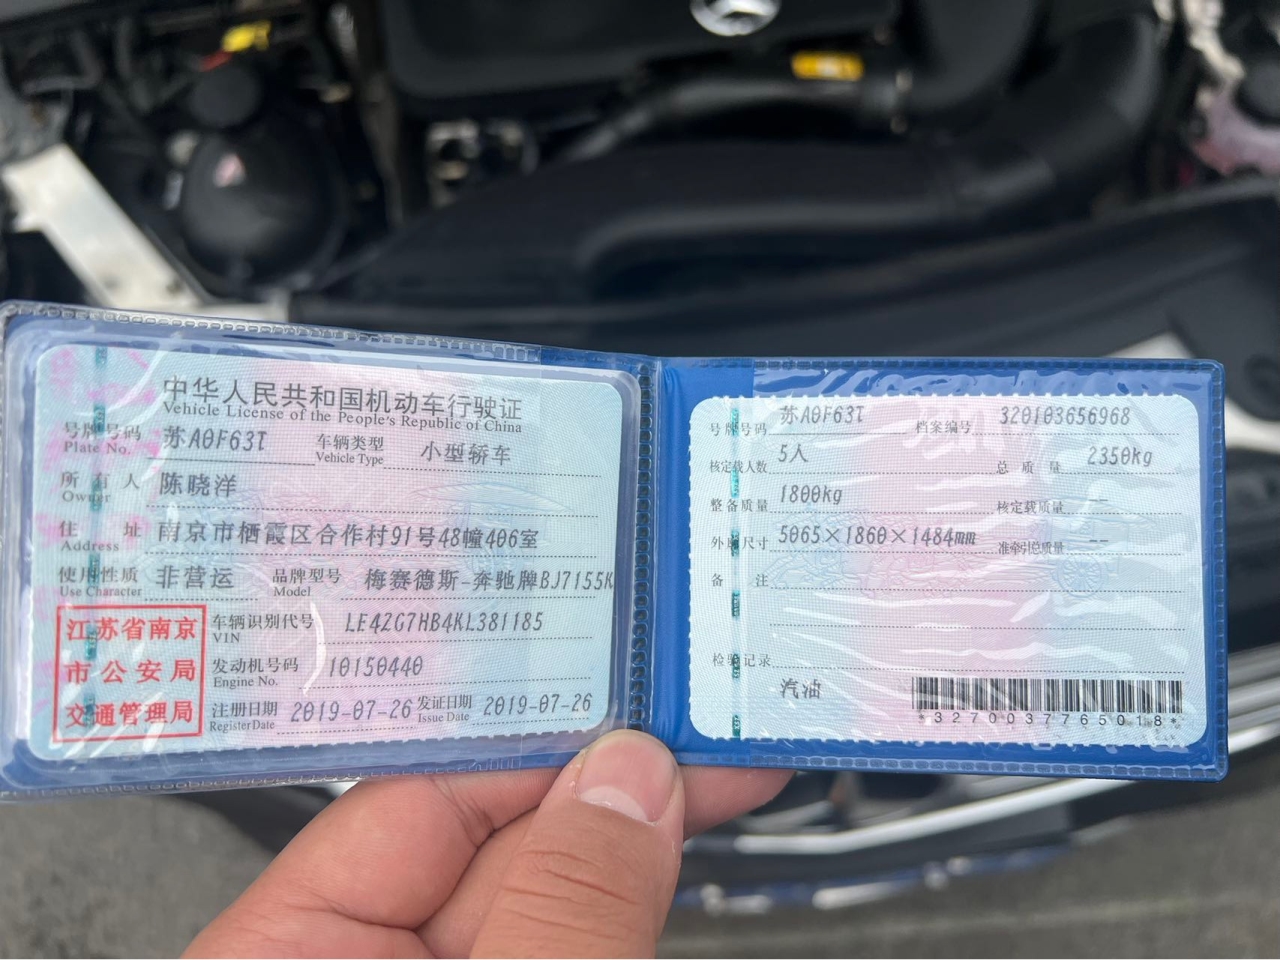 中华人民共和国机动车行驶证
Vehicle License of the People's Republic of China
号牌号码 苏A0F63T 车辆类型 小型轿车
Plate No. Vehicle Type
所有人 陈晓洋
Owner
住址 南京市栖霞区合作村91号48幢406室
Address
使用性质 非营运 品牌型号 梅赛德斯-奔驰牌BJ7155K
Use Character Model
江苏省南京
市公安局
交通管理局
车辆识别代号 LE42G7HB4KL381185
VIN
发动机号码 10150440
Engine No.
注册日期 2019-07-26 发证日期 2019-07-26
Register Date Issue Date
号牌号码 苏A0F63T 档案编号 320103656968
核定载人数 5人 总质量 2350kg
整备质量 1800kg 核定载质量 --
外廓尺寸 5065×1860×1484mm 准牵引总质量 --
备注
检验记录
汽油
*3270037765018*